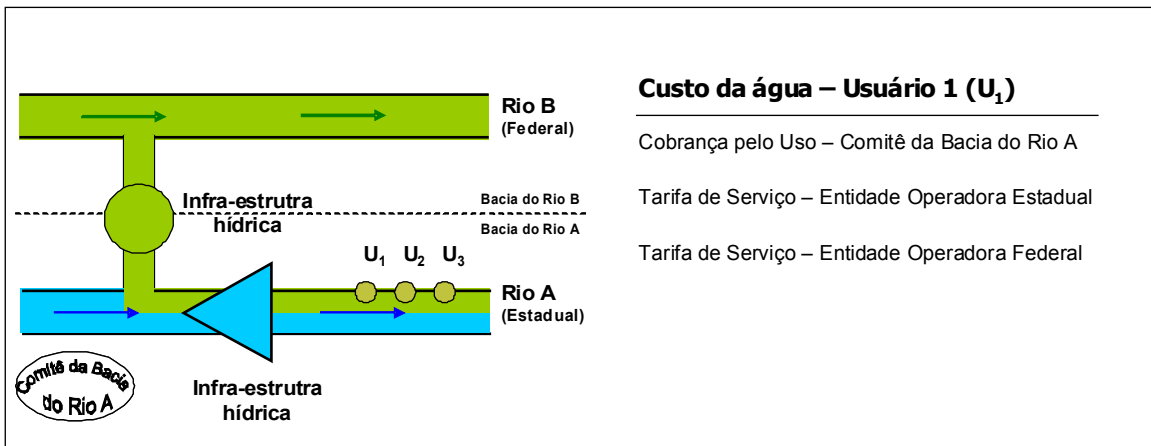 Custo da água – Usuário 1 (U₁)
Cobrança pelo Uso – Comitê da Bacia do Rio A
Tarifa de Serviço – Entidade Operadora Estadual
Tarifa de Serviço – Entidade Operadora Federal
Rio B
(Federal)
Infra-estrutra
hídrica
Bacia do Rio B
Bacia do Rio A
U₁ U₂ U₃
Rio A
(Estadual)
Comitê da Bacia
do Rio A
Infra-estrutra
hídrica